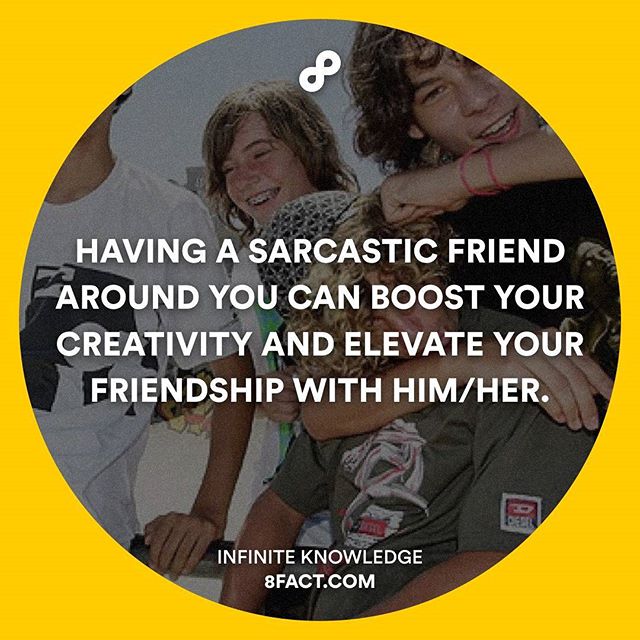 HAVING A SARCASTIC FRIEND
AROUND YOU CAN BOOST YOUR
CREATIVITY AND ELEVATE YOUR
FRIENDSHIP WITH HIM/HER.
DIESEL
INFINITE KNOWLEDGE
8FACT.COM